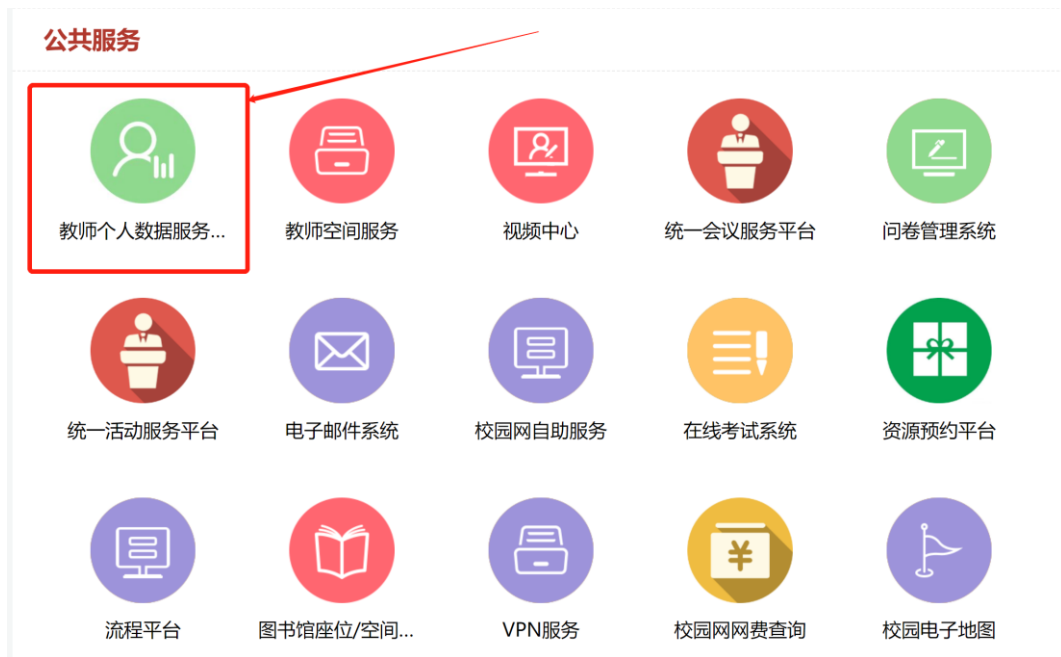 公共服务
教师个人数据服务...
教师空间服务
视频中心
统一会议服务平台
问卷管理系统
统一活动服务平台
电子邮件系统
校园网自助服务
在线考试系统
资源预约平台
流程平台
图书馆座位/空间...
VPN服务
校园网网费查询
校园电子地图